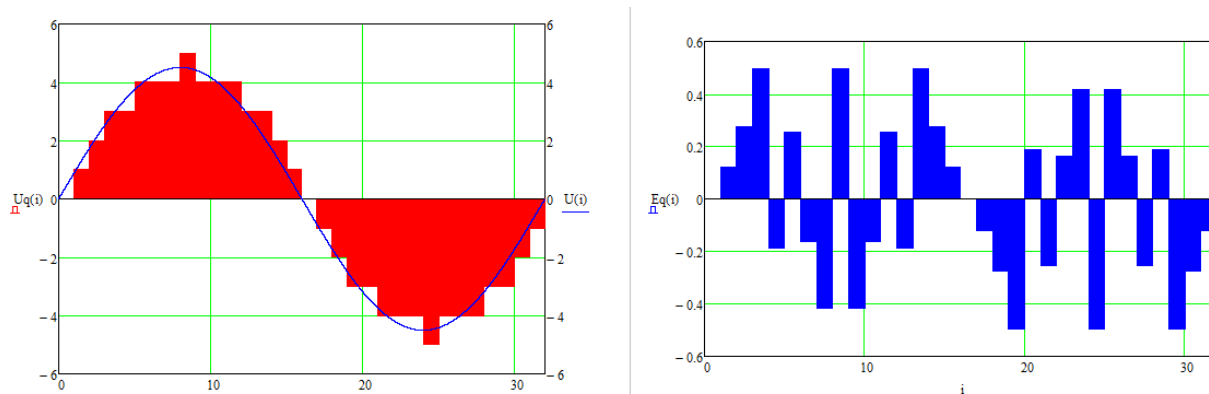 6 6
4 4
2 2
Uq(i) 0 0 U(i)
– 2 – 2
– 4 – 4
– 6 – 6
0 10 20 30
0.6
0.4
0.2
Eq(i) 0
– 0.2
– 0.4
– 0.6
0 10 20 30
i